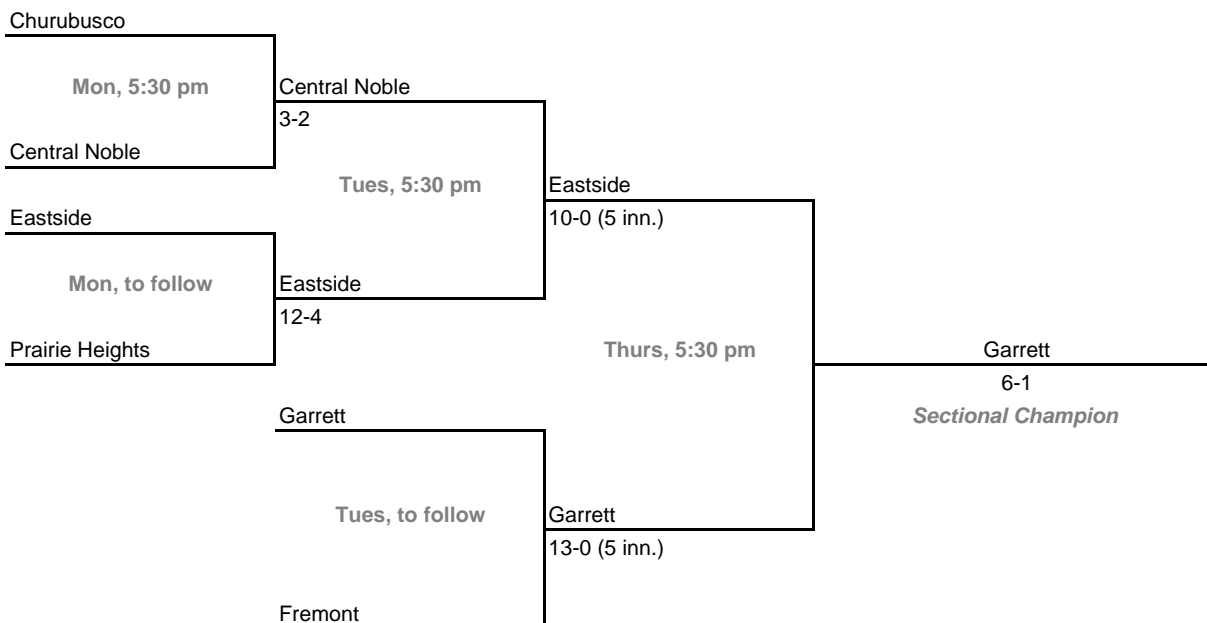 Churubusco
Mon, 5:30 pm
Central Noble
3-2
Central Noble
Tues, 5:30 pm
Eastside
10-0 (5 inn.)
Eastside
Mon, to follow
Eastside
12-4
Prairie Heights
Thurs, 5:30 pm
Garrett
6-1
Sectional Champion
Garrett
Tues, to follow
Garrett
13-0 (5 inn.)
Fremont